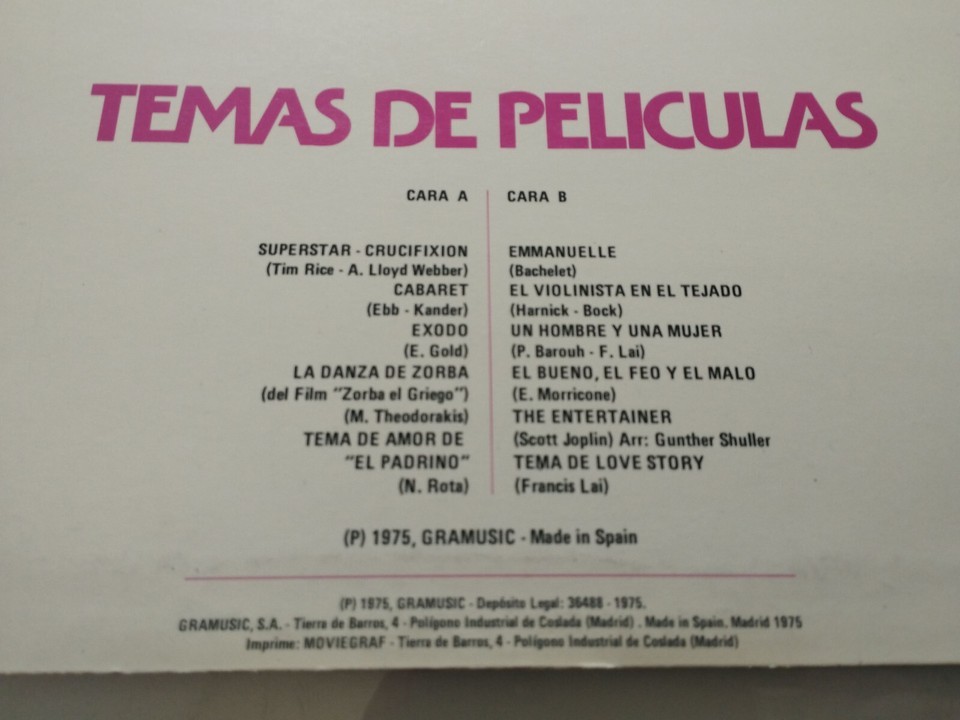 TEMAS DE PELICULAS
CARA A
SUPERSTAR - CRUCIFIXION
(Tim Rice - A. Lloyd Webber)
CABARET
(Ebb - Kander)
EXODO
(E. Gold)
LA DANZA DE ZORBA
(del Film "Zorba el Griego")
(M. Theodorakis)
TEMA DE AMOR DE
"EL PADRINO"
(N. Rota)
CARA B
EMMANUELLE
(Bachelet)
EL VIOLINISTA EN EL TEJADO
(Harnick - Bock)
UN HOMBRE Y UNA MUJER
(P. Barouh - F. Lai)
EL BUENO, EL FEO Y EL MALO
(E. Morricone)
THE ENTERTAINER
(Scott Joplin) Arr: Gunther Shuller
TEMA DE LOVE STORY
(Francis Lai)
(P) 1975, GRAMUSIC - Made in Spain
(P) 1975, GRAMUSIC - Depósito Legal: 36488 - 1975.
GRAMUSIC, S.A. - Tierra de Barros, 4 - Polígono Industrial de Coslada (Madrid) . Made in Spain. Madrid 1975
Imprime: MOVIEGRAF - Tierra de Barros, 4 - Polígono Industrial de Coslada (Madrid)